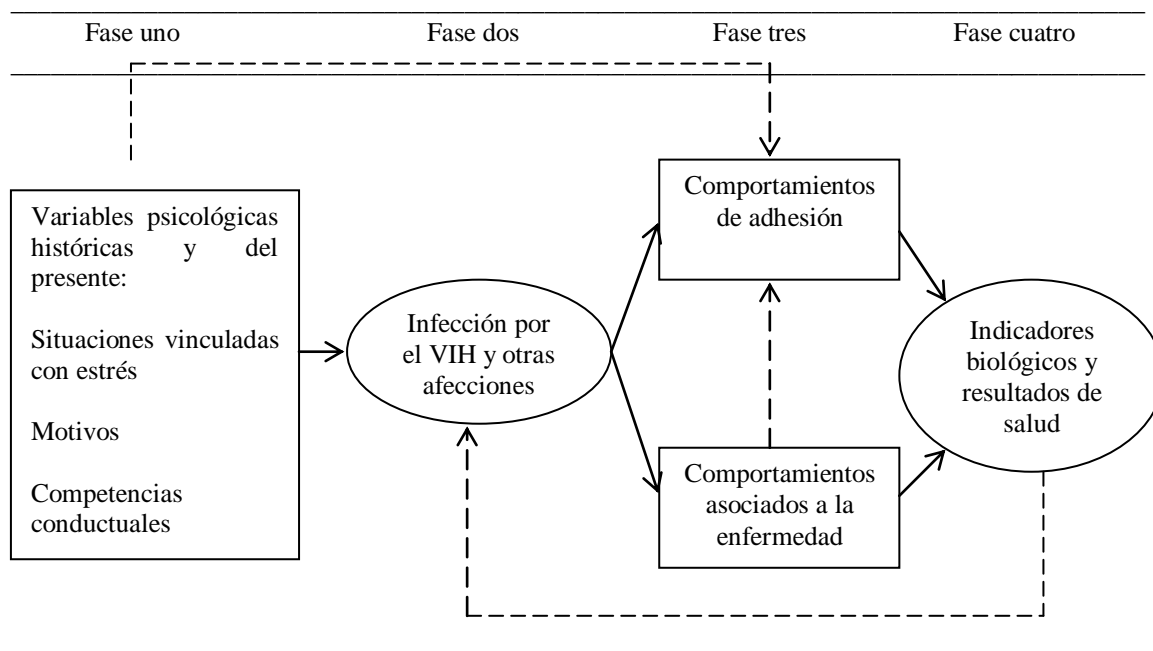 Fase uno
Fase dos
Fase tres
Fase cuatro
Variables psicológicas
históricas y del
presente:
Situaciones vinculadas
con estrés
Motivos
Competencias
conductuales
Infección por
el VIH y otras
afecciones
Comportamientos
de adhesión
Comportamientos
asociados a la
enfermedad
Indicadores
biológicos y
resultados de
salud